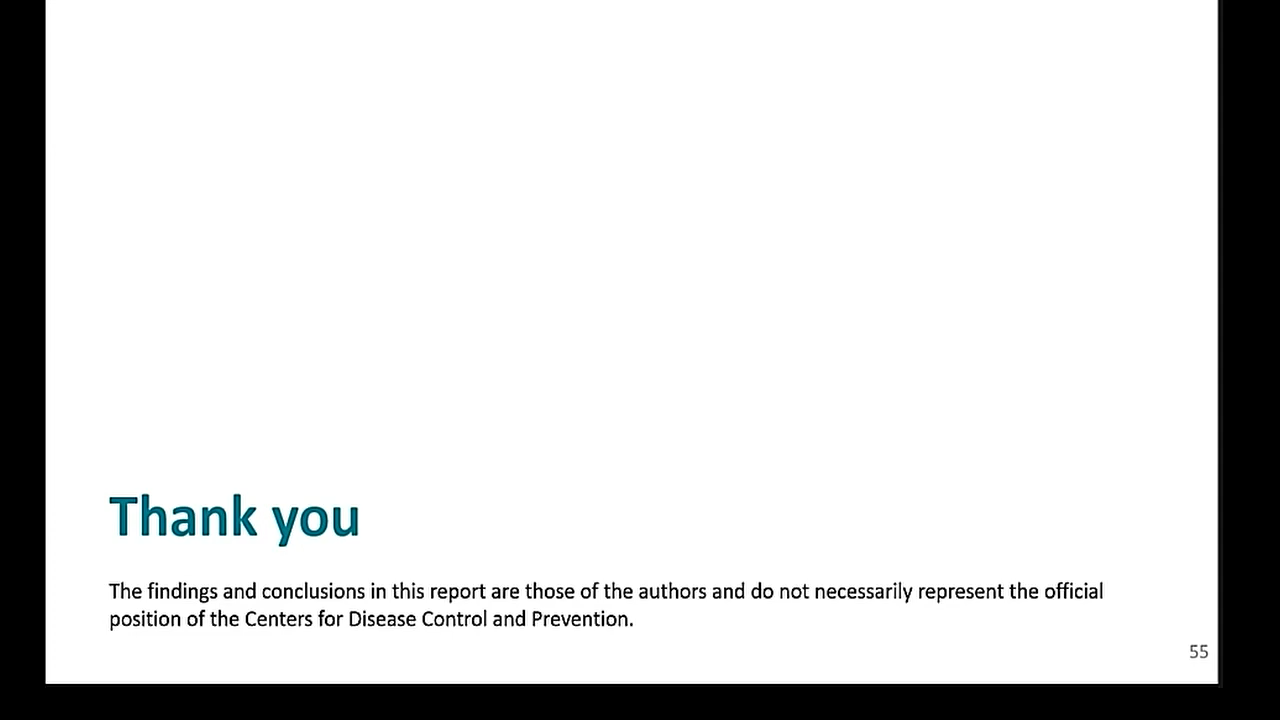 Thank you
The findings and conclusions in this report are those of the authors and do not necessarily represent the official
position of the Centers for Disease Control and Prevention.
55